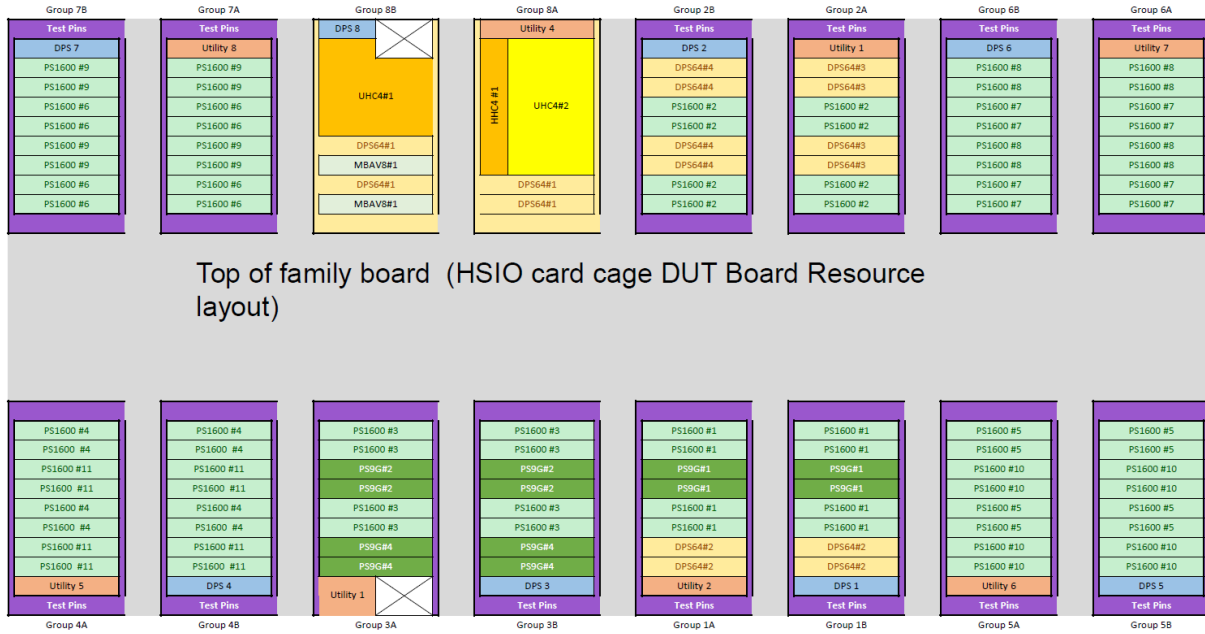 Group 7B
Group 7A
Group 8B
Group 8A
Group 2B
Group 2A
Group 6B
Group 6A
Test Pins
DPS 7
PS1600 #9
PS1600 #9
PS1600 #6
PS1600 #6
PS1600 #9
PS1600 #9
PS1600 #6
PS1600 #6
Test Pins
Utility 8
PS1600 #9
PS1600 #9
PS1600 #6
PS1600 #6
PS1600 #9
PS1600 #9
PS1600 #6
PS1600 #6
DPS 8
UHC4#1
DPS64#1
MBAV8#1
DPS64#1
MBAV8#1
Utility 4
HHC4 #1
UHC4#2
DPS64#1
DPS64#1
Test Pins
DPS 2
DPS64#4
DPS64#4
PS1600 #2
PS1600 #2
DPS64#4
DPS64#4
PS1600 #2
PS1600 #2
Test Pins
Utility 1
DPS64#3
DPS64#3
PS1600 #2
PS1600 #2
DPS64#3
DPS64#3
PS1600 #2
PS1600 #2
Test Pins
DPS 6
PS1600 #8
PS1600 #8
PS1600 #7
PS1600 #7
PS1600 #8
PS1600 #8
PS1600 #7
PS1600 #7
Test Pins
Utility 7
PS1600 #8
PS1600 #8
PS1600 #7
PS1600 #7
PS1600 #8
PS1600 #8
PS1600 #7
PS1600 #7
Top of family board (HSIO card cage DUT Board Resource
layout)
PS1600 #4
PS1600 #4
PS1600 #11
PS1600 #11
PS1600 #4
PS1600 #4
PS1600 #11
PS1600 #11
Utility 5
Test Pins
PS1600 #4
PS1600 #4
PS1600 #11
PS1600 #11
PS1600 #4
PS1600 #4
PS1600 #11
PS1600 #11
DPS 4
Test Pins
PS1600 #3
PS1600 #3
PS9G#2
PS9G#2
PS1600 #3
PS1600 #3
PS9G#4
PS9G#4
Utility 1
PS1600 #3
PS1600 #3
PS9G#2
PS9G#2
PS1600 #3
PS1600 #3
PS9G#4
PS9G#4
DPS 3
Test Pins
PS1600 #1
PS1600 #1
PS9G#1
PS9G#1
PS1600 #1
PS1600 #1
DPS64#2
DPS64#2
Utility 2
Test Pins
PS1600 #1
PS1600 #1
PS9G#1
PS9G#1
PS1600 #1
PS1600 #1
DPS64#2
DPS64#2
DPS 1
Test Pins
PS1600 #5
PS1600 #5
PS1600 #10
PS1600 #10
PS1600 #5
PS1600 #5
PS1600 #10
PS1600 #10
Utility 6
Test Pins
PS1600 #5
PS1600 #5
PS1600 #10
PS1600 #10
PS1600 #5
PS1600 #5
PS1600 #10
PS1600 #10
DPS 5
Test Pins
Group 4A
Group 4B
Group 3A
Group 3B
Group 1A
Group 1B
Group 5A
Group 5B